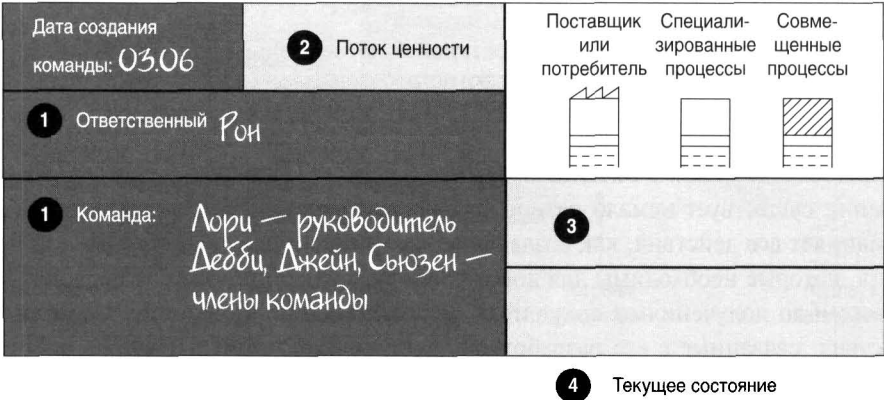 Дата создания
команды: 03.06
2 Поток ценности
Поставщик
или
потребитель
Специали-
зированные
процессы
Совме-
щенные
процессы
1 Ответственный Рон
1 Команда: Лори — руководитель
Дебби, Джейн, Сьюзен —
члены команды
3
4 Текущее состояние